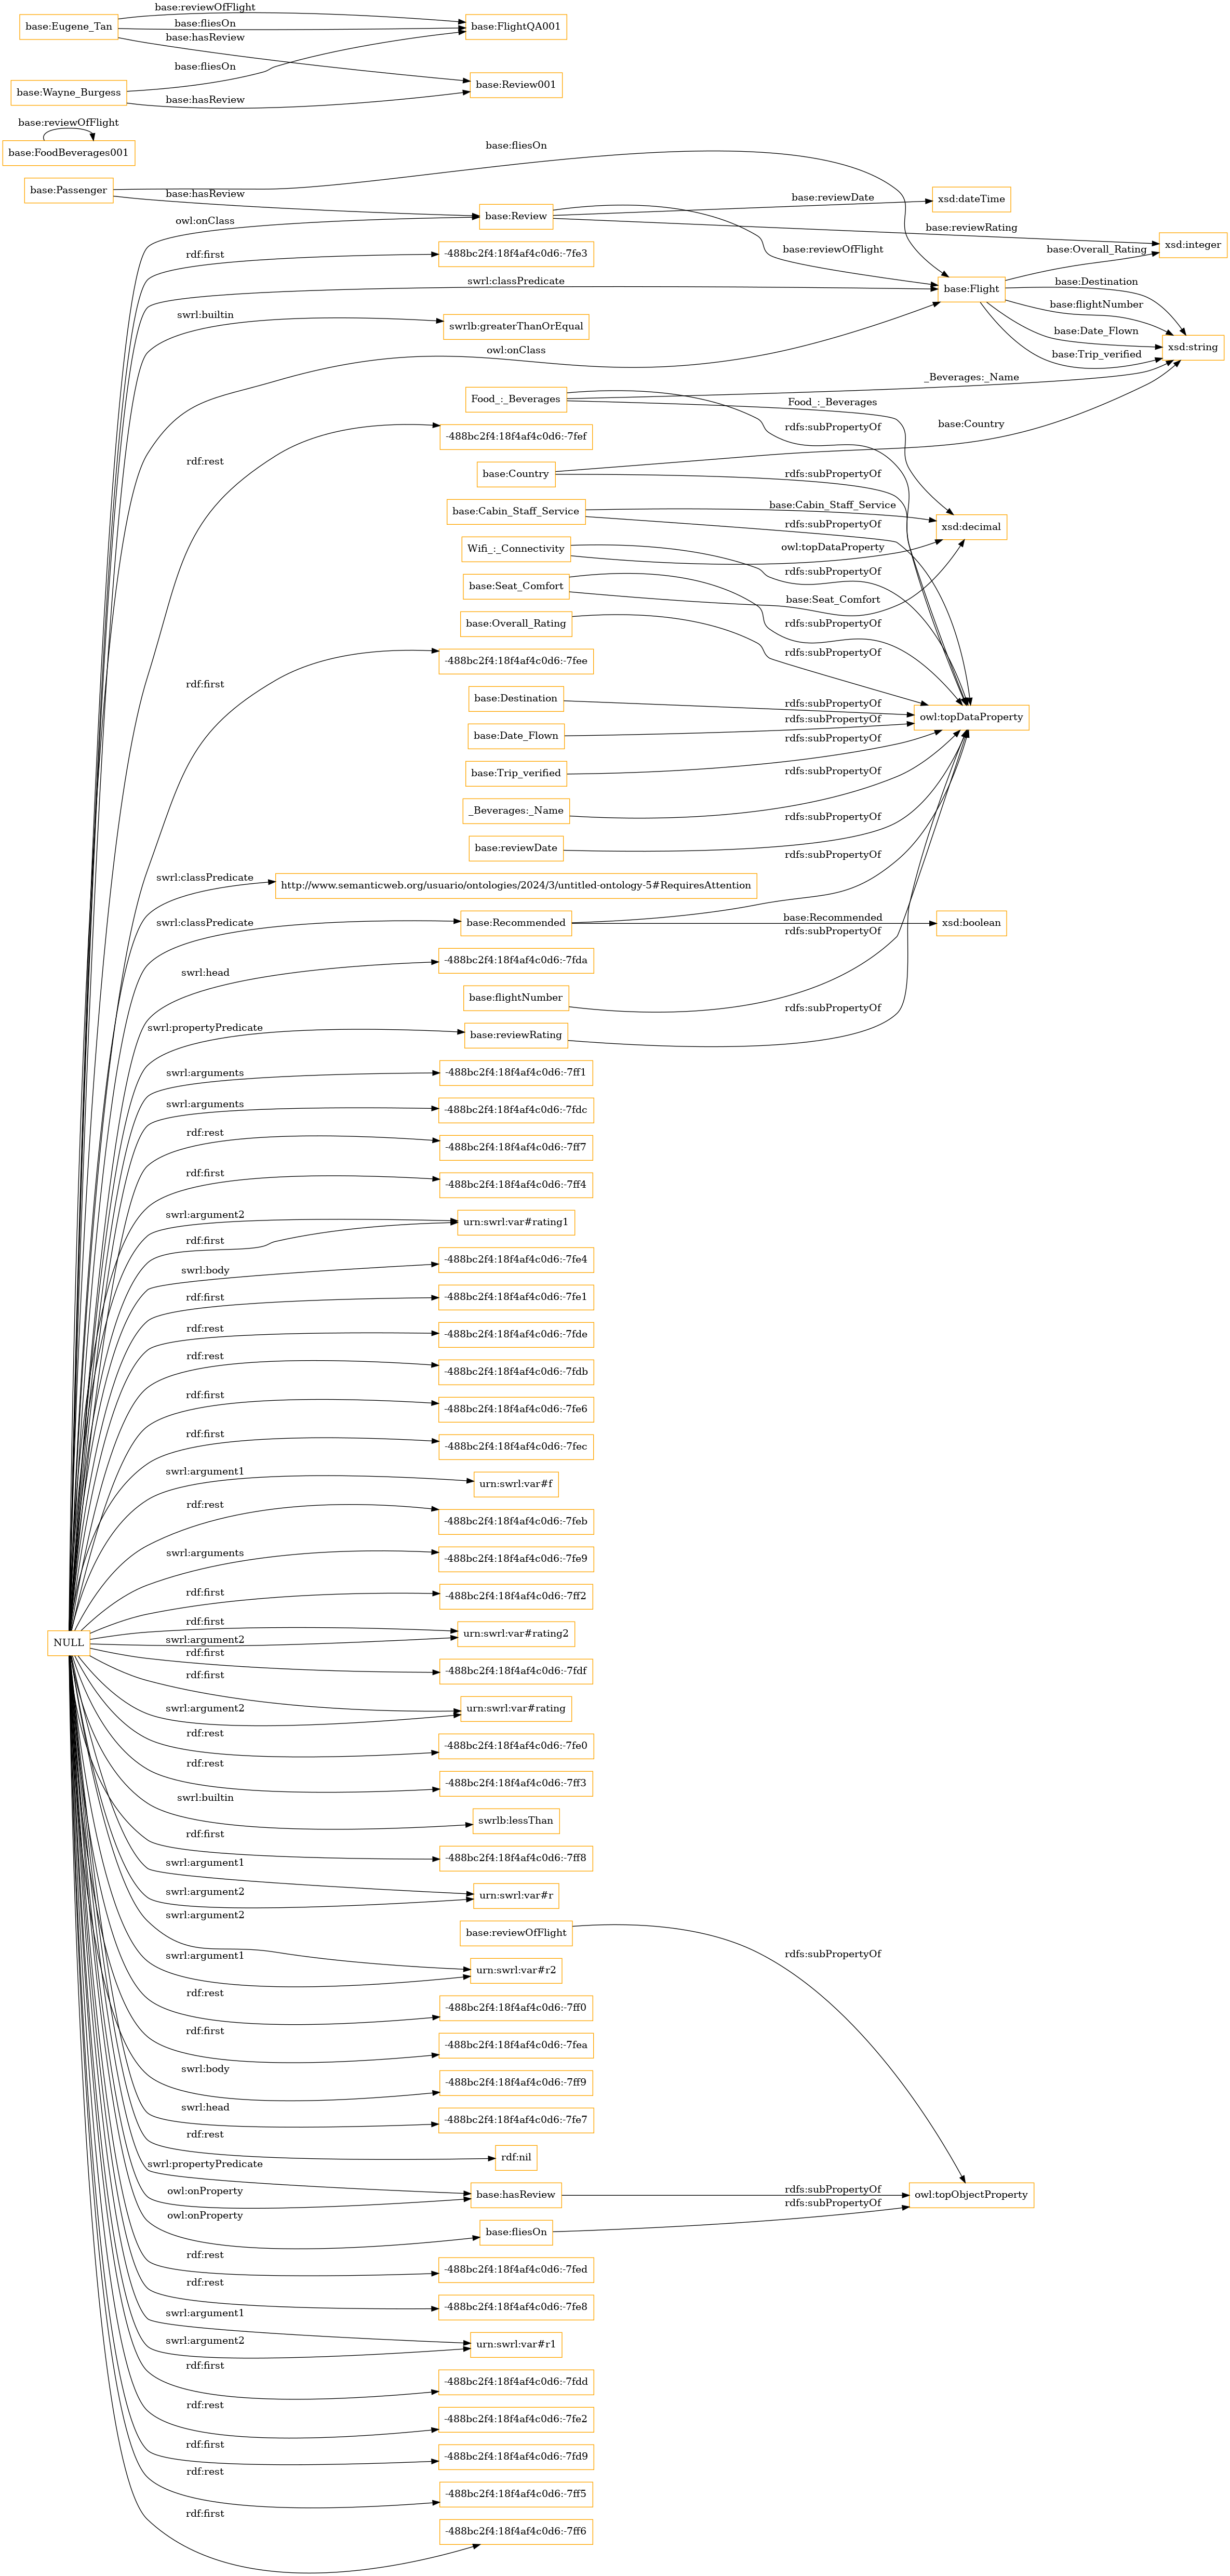 base:reviewOfFlight
base:Eugene_Tan
base:fliesOn
base:FlightQA001
base:hasReview
base:fliesOn
base:Review001
base:Wayne_Burgess
base:hasReview
base:reviewOfFlight
base:FoodBeverages001
base:fliesOn
base:Passenger
base:hasReview
base:reviewDate
xsd:dateTime
owl:onClass
base:Review
base:reviewRating
xsd:integer
rdf:first
-488bc2f4:18f4af4c0d6:-7fe3
base:reviewOfFlight
base:Overall_Rating
swrl:classPredicate
base:Flight
base:Destination
base:flightNumber
swrl:builtin
swrlb:greaterThanOrEqual
base:Date_Flown
xsd:string
owl:onClass
base:Trip_verified
_Beverages:_Name
Food_:_Beverages
Food_:_Beverages
rdfs:subPropertyOf
base:Country
rdf:rest
-488bc2f4:18f4af4c0d6:-7fef
base:Country
rdfs:subPropertyOf
base:Cabin_Staff_Service
base:Cabin_Staff_Service
rdfs:subPropertyOf
xsd:decimal
Wifi_:_Connectivity
owl:topDataProperty
rdfs:subPropertyOf
base:Seat_Comfort
base:Seat_Comfort
base:Overall_Rating
rdfs:subPropertyOf
rdfs:subPropertyOf
rdf:first
-488bc2f4:18f4af4c0d6:-7fee
base:Destination
rdfs:subPropertyOf
owl:topDataProperty
base:Date_Flown
rdfs:subPropertyOf
rdfs:subPropertyOf
base:Trip_verified
rdfs:subPropertyOf
_Beverages:_Name
rdfs:subPropertyOf
base:reviewDate
rdfs:subPropertyOf
swrl:classPredicate
http://www.semanticweb.org/usuario/ontologies/2024/3/untitled-ontology-5#RequiresAttention
swrl:classPredicate
base:Recommended
base:Recommended
xsd:boolean
rdfs:subPropertyOf
swrl:head
-488bc2f4:18f4af4c0d6:-7fda
base:flightNumber
rdfs:subPropertyOf
swrl:propertyPredicate
base:reviewRating
swrl:arguments
-488bc2f4:18f4af4c0d6:-7ff1
swrl:arguments
-488bc2f4:18f4af4c0d6:-7fdc
rdf:rest
-488bc2f4:18f4af4c0d6:-7ff7
rdf:first
-488bc2f4:18f4af4c0d6:-7ff4
swrl:argument2
urn:swrl:var#rating1
rdf:first
swrl:body
-488bc2f4:18f4af4c0d6:-7fe4
rdf:first
-488bc2f4:18f4af4c0d6:-7fe1
rdf:rest
-488bc2f4:18f4af4c0d6:-7fde
rdf:rest
-488bc2f4:18f4af4c0d6:-7fdb
rdf:first
-488bc2f4:18f4af4c0d6:-7fe6
rdf:first
-488bc2f4:18f4af4c0d6:-7fec
swrl:argument1
urn:swrl:var#f
rdf:rest
-488bc2f4:18f4af4c0d6:-7feb
swrl:arguments
-488bc2f4:18f4af4c0d6:-7fe9
rdf:first
-488bc2f4:18f4af4c0d6:-7ff2
NULL
rdf:first
urn:swrl:var#rating2
swrl:argument2
rdf:first
-488bc2f4:18f4af4c0d6:-7fdf
rdf:first
urn:swrl:var#rating
swrl:argument2
rdf:rest
-488bc2f4:18f4af4c0d6:-7fe0
rdf:rest
-488bc2f4:18f4af4c0d6:-7ff3
swrl:builtin
swrlb:lessThan
rdf:first
-488bc2f4:18f4af4c0d6:-7ff8
swrl:argument1
urn:swrl:var#r
swrl:argument2
swrl:argument2
base:reviewOfFlight
rdfs:subPropertyOf
swrl:argument1
urn:swrl:var#r2
rdf:rest
-488bc2f4:18f4af4c0d6:-7ff0
rdf:first
-488bc2f4:18f4af4c0d6:-7fea
swrl:body
-488bc2f4:18f4af4c0d6:-7ff9
swrl:head
-488bc2f4:18f4af4c0d6:-7fe7
rdf:rest
rdf:nil
swrl:propertyPredicate
base:hasReview
rdfs:subPropertyOf
owl:topObjectProperty
owl:onProperty
rdfs:subPropertyOf
owl:onProperty
base:fliesOn
rdf:rest
-488bc2f4:18f4af4c0d6:-7fed
rdf:rest
-488bc2f4:18f4af4c0d6:-7fe8
swrl:argument1
urn:swrl:var#r1
swrl:argument2
rdf:first
-488bc2f4:18f4af4c0d6:-7fdd
rdf:rest
-488bc2f4:18f4af4c0d6:-7fe2
rdf:first
-488bc2f4:18f4af4c0d6:-7fd9
rdf:rest
-488bc2f4:18f4af4c0d6:-7ff5
rdf:first
-488bc2f4:18f4af4c0d6:-7ff6